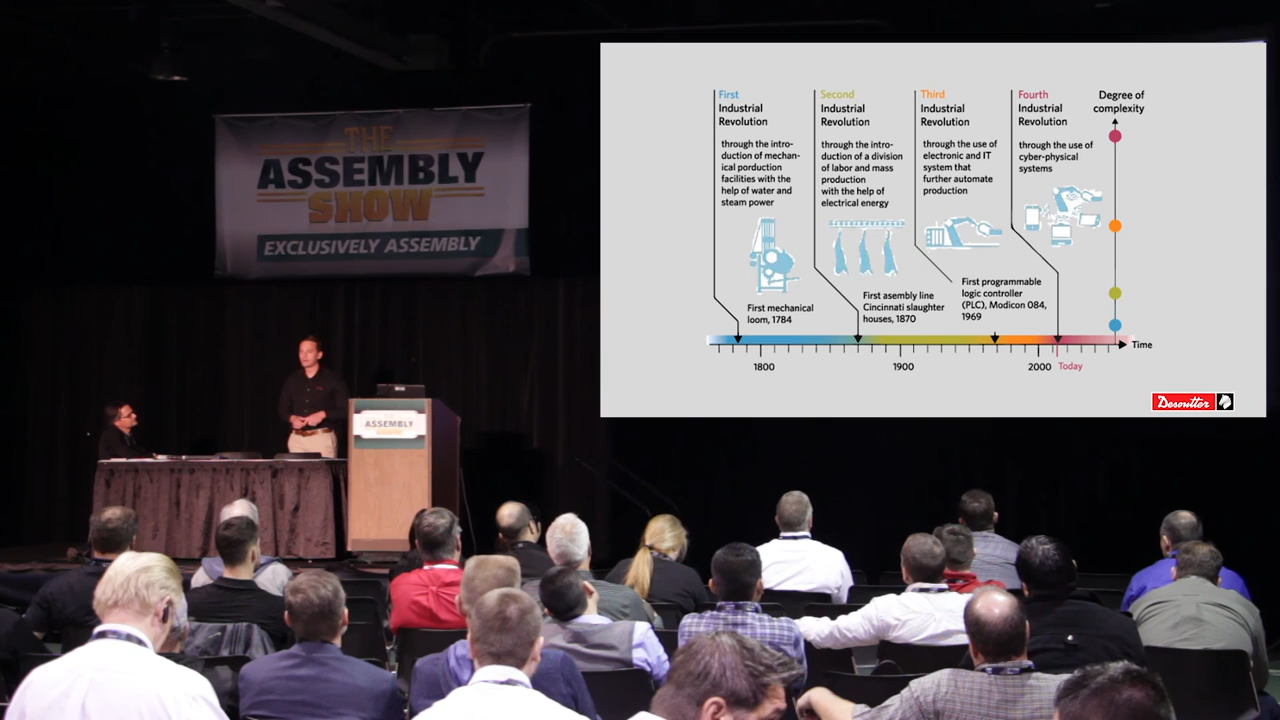 THE
ASSEMBLY
SHOW
EXCLUSIVELY ASSEMBLY
First
Industrial
Revolution
through the intro-
duction of mechan-
ical porduction
facilities with the
help of water and
steam power
First mechanical
loom, 1784
Second
Industrial
Revolution
through the intro-
duction of a division
of labor and mass
production
with the help of
electrical energy
First asembly line
Cincinnati slaughter
houses, 1870
Third
Industrial
Revolution
through the use of
electronic and IT
system that
further automate
production
First programmable
logic controller
(PLC), Modicon 084,
1969
Fourth
Industrial
Revolution
through the use of
cyber-physical
systems
Degree of
complexity
Time
1800
1900
2000
Today
Desoutter
ASSEMBLY